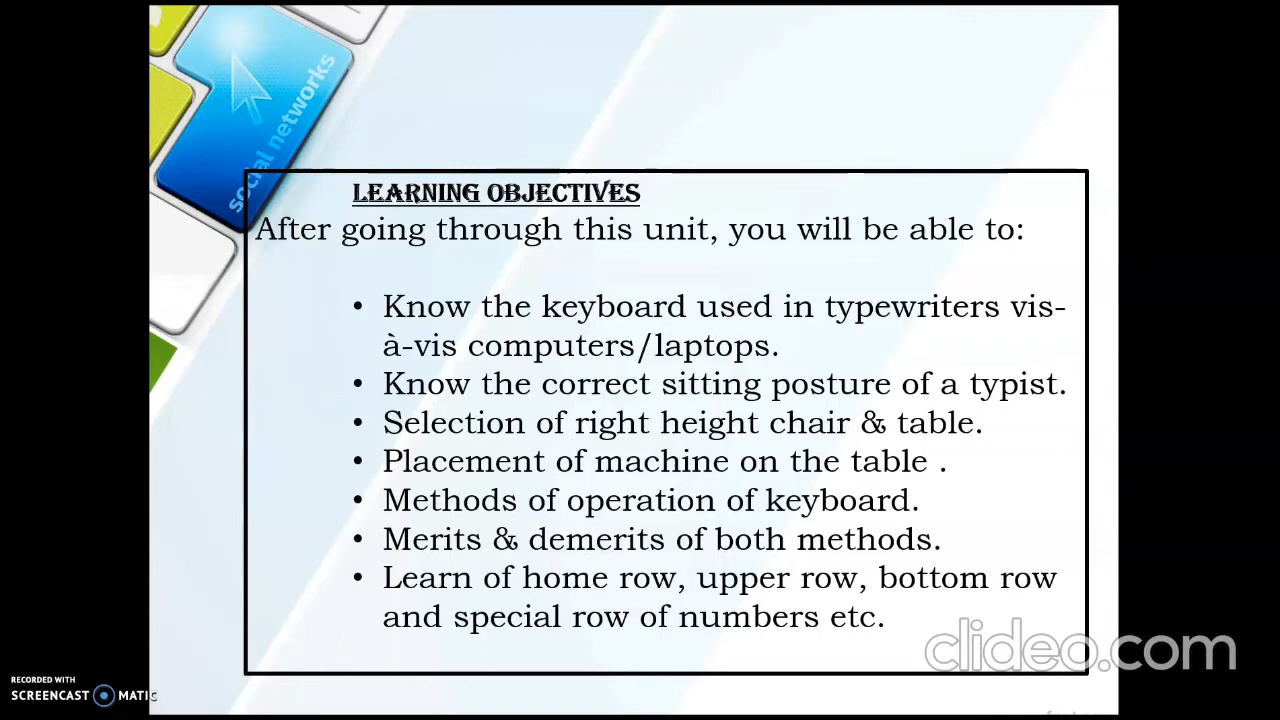 social networks
LEARNING OBJECTIVES
After going through this unit, you will be able to:
• Know the keyboard used in typewriters vis-
à-vis computers/laptops.
• Know the correct sitting posture of a typist.
• Selection of right height chair & table.
• Placement of machine on the table .
• Methods of operation of keyboard.
• Merits & demerits of both methods.
• Learn of home row, upper row, bottom row
and special row of numbers etc.
clideo.com
RECORDED WITH
SCREENCAST MATIC